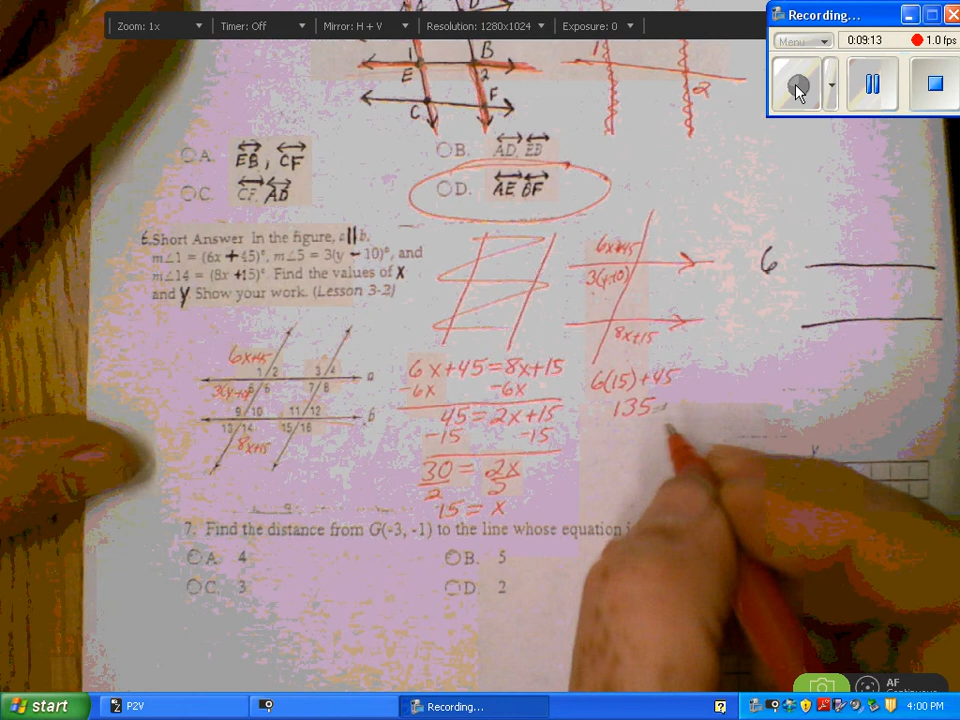 Zoom: 1x Timer: Off Mirror: H + V Resolution: 1280x1024 Exposure: 0
Recording...
Menu 0:09:13 1.0 fps
1 B
E 2
F
C
1
2
A. EB, CF B. AD, EB
C. CF, AD D. AE BF
6. Short Answer In the figure, a || b,
m∠1 = (6x + 45)°, m∠5 = 3(y - 10)°, and
m∠14 = (8x + 15)°. Find the values of x
and y. Show your work. (Lesson 3-2)
6x+45
3(y-10)
8x+15
6
6x+45
1 2 3 4 a
3(y-10) 5 6 7 8
9 10 11 12 b
13 14 15 16
8x+15
6x+45 = 8x+15
-6x -6x
45 = 2x+15
-15 -15
30 = 2x
2 2
15 = x
6(15)+45
135
7. Find the distance from G(-3, -1) to the line whose equation i
A. 4 B. 5
C. 3 D. 2
y
AF
Continuous
start P2V Recording... 4:00 PM